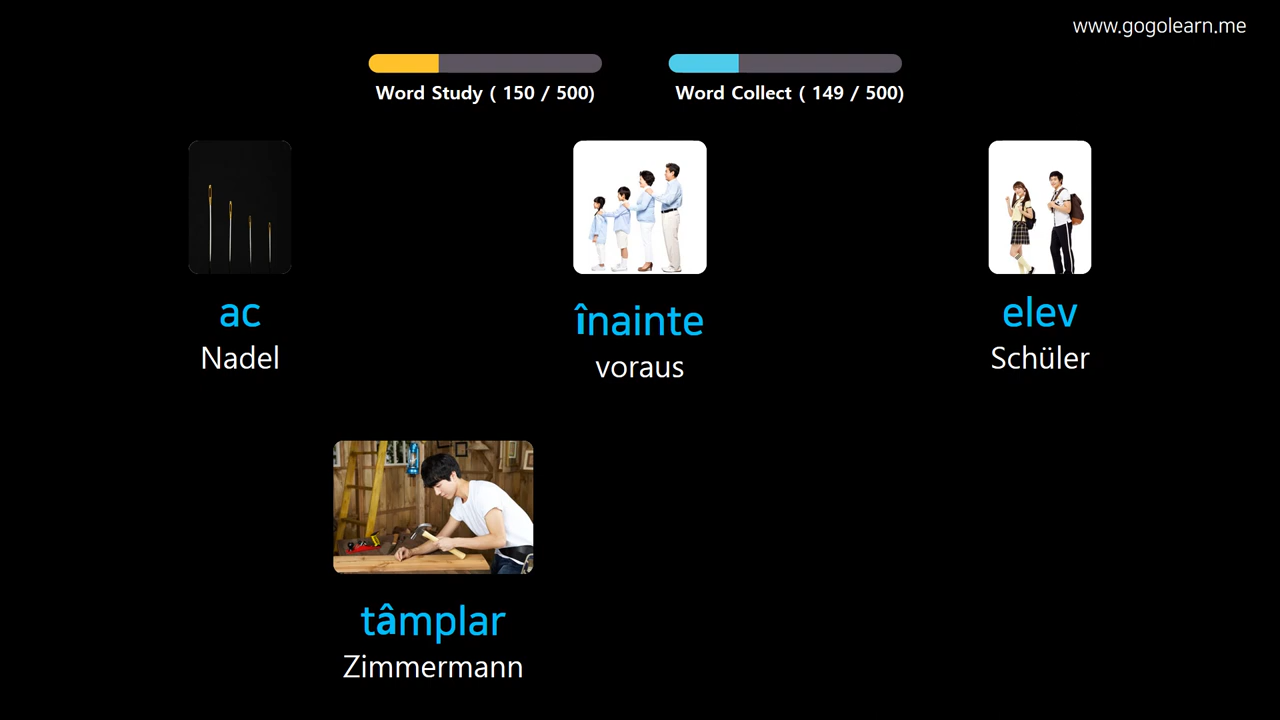 www.gogolearn.me
Word Study ( 150 / 500)
Word Collect ( 149 / 500)
ac
Nadel
înainte
voraus
elev
Schüler
tâmplar
Zimmermann